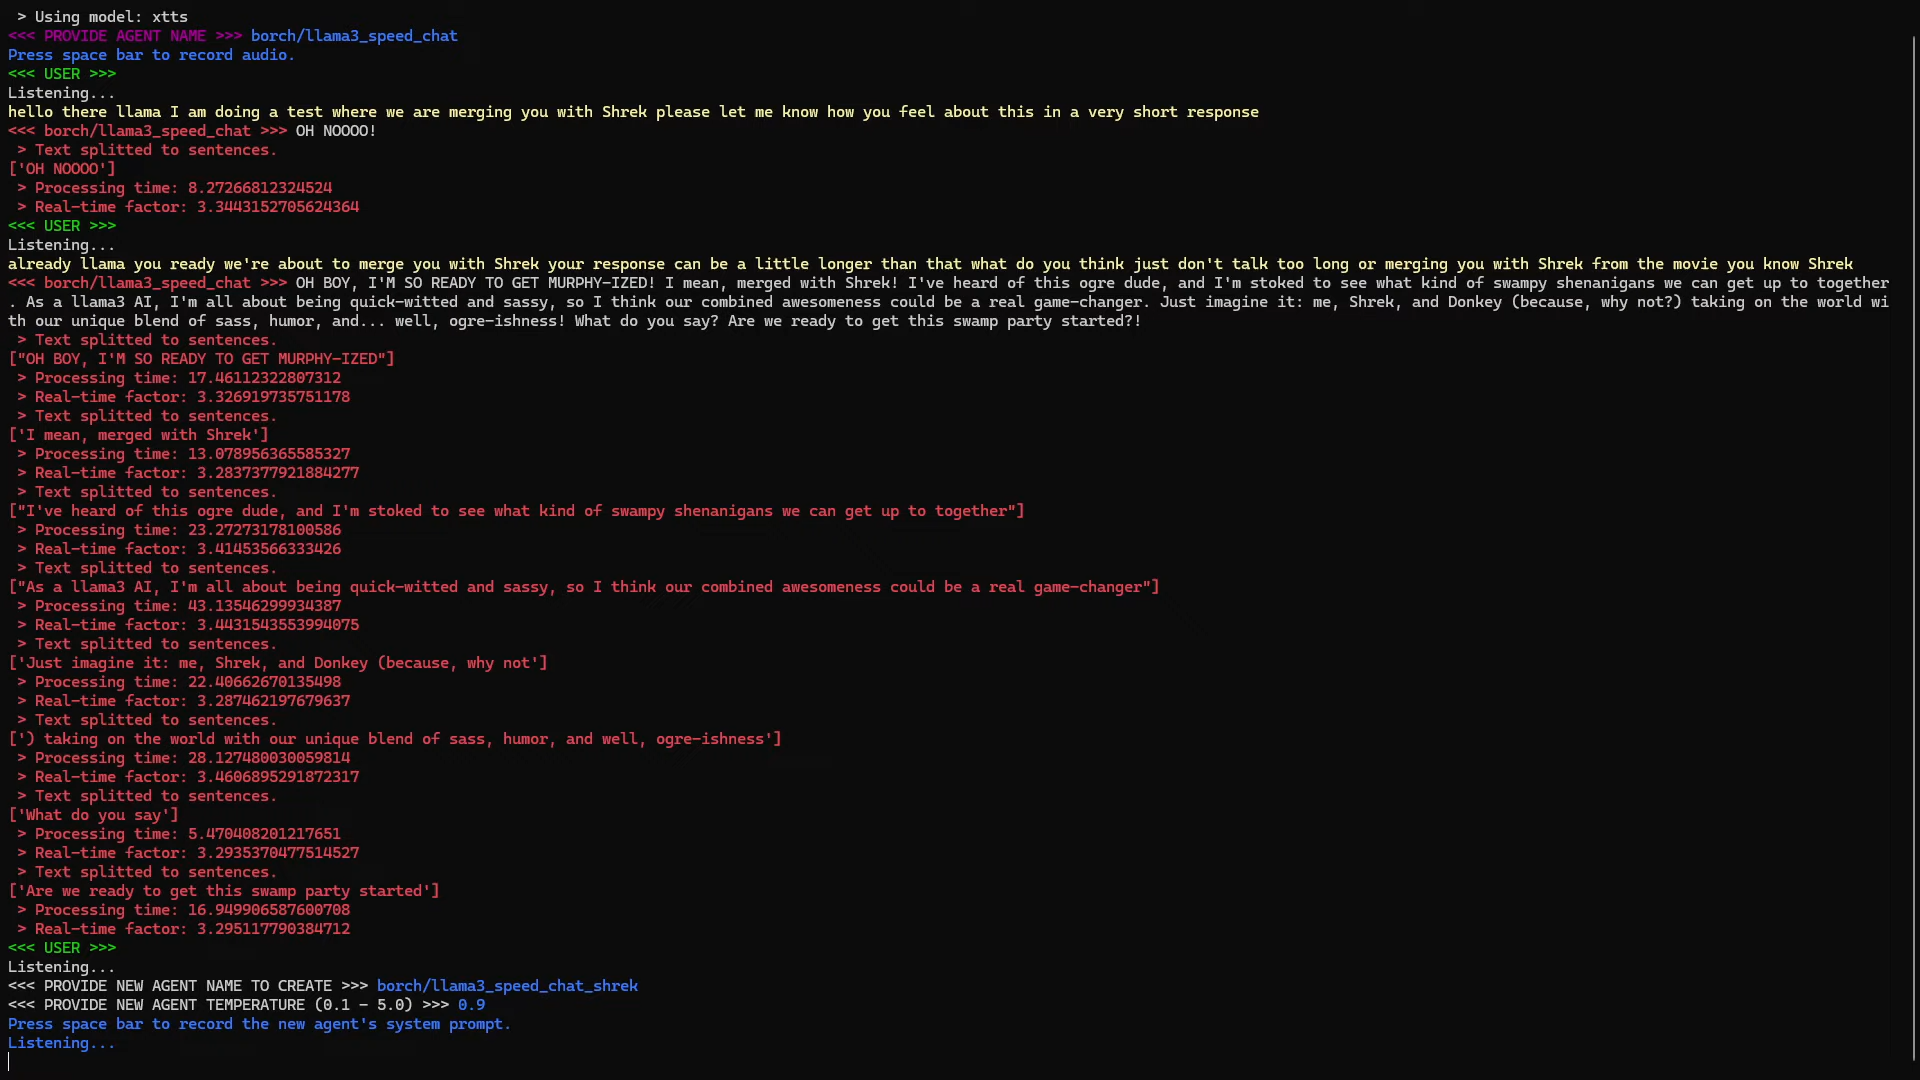 > Using model: xtts
<<< PROVIDE AGENT NAME >>> borch/llama3_speed_chat
Press space bar to record audio.
<<< USER >>>
Listening...
hello there llama I am doing a test where we are merging you with Shrek please let me know how you feel about this in a very short response
<<< borch/llama3_speed_chat >>> OH NOOOO!
> Text splitted to sentences.
['OH NOOOO']
> Processing time: 8.27266812324524
> Real-time factor: 3.3443152705624364
<<< USER >>>
Listening...
already llama you ready we're about to merge you with Shrek your response can be a little longer than that what do you think just don't talk too long or merging you with Shrek from the movie you know Shrek
<<< borch/llama3_speed_chat >>> OH BOY, I'M SO READY TO GET MURPHY-IZED! I mean, merged with Shrek! I've heard of this ogre dude, and I'm stoked to see what kind of swampy shenanigans we can get up to together
. As a llama3 AI, I'm all about being quick-witted and sassy, so I think our combined awesomeness could be a real game-changer. Just imagine it: me, Shrek, and Donkey (because, why not?) taking on the world wi
th our unique blend of sass, humor, and... well, ogre-ishness! What do you say? Are we ready to get this swamp party started?!
> Text splitted to sentences.
["OH BOY, I'M SO READY TO GET MURPHY-IZED"]
> Processing time: 17.46112322807312
> Real-time factor: 3.326919735751178
> Text splitted to sentences.
['I mean, merged with Shrek']
> Processing time: 13.078956365585327
> Real-time factor: 3.2837377921884277
> Text splitted to sentences.
["I've heard of this ogre dude, and I'm stoked to see what kind of swampy shenanigans we can get up to together"]
> Processing time: 23.27273178100586
> Real-time factor: 3.41453566333426
> Text splitted to sentences.
["As a llama3 AI, I'm all about being quick-witted and sassy, so I think our combined awesomeness could be a real game-changer"]
> Processing time: 43.13546299934387
> Real-time factor: 3.4431543553994075
> Text splitted to sentences.
['Just imagine it: me, Shrek, and Donkey (because, why not']
> Processing time: 22.40662670135498
> Real-time factor: 3.287462197679637
> Text splitted to sentences.
[') taking on the world with our unique blend of sass, humor, and well, ogre-ishness']
> Processing time: 28.127480030059814
> Real-time factor: 3.4606895291872317
> Text splitted to sentences.
['What do you say']
> Processing time: 5.470408201217651
> Real-time factor: 3.2935370477514527
> Text splitted to sentences.
['Are we ready to get this swamp party started']
> Processing time: 16.949906587600708
> Real-time factor: 3.295117790384712
<<< USER >>>
Listening...
<<< PROVIDE NEW AGENT NAME TO CREATE >>> borch/llama3_speed_chat_shrek
<<< PROVIDE NEW AGENT TEMPERATURE (0.1 - 5.0) >>> 0.9
Press space bar to record the new agent's system prompt.
Listening...